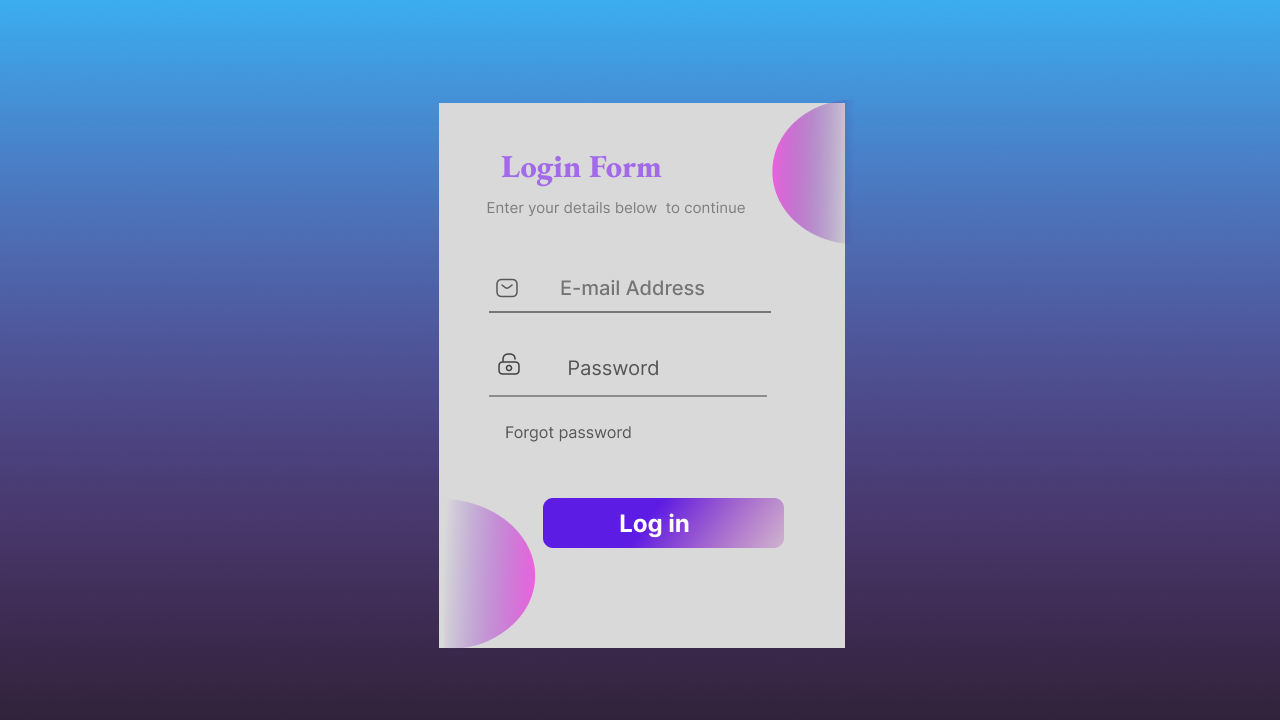 Login Form
Enter your details below  to continue
E-mail Address
Password
Forgot password
Log in